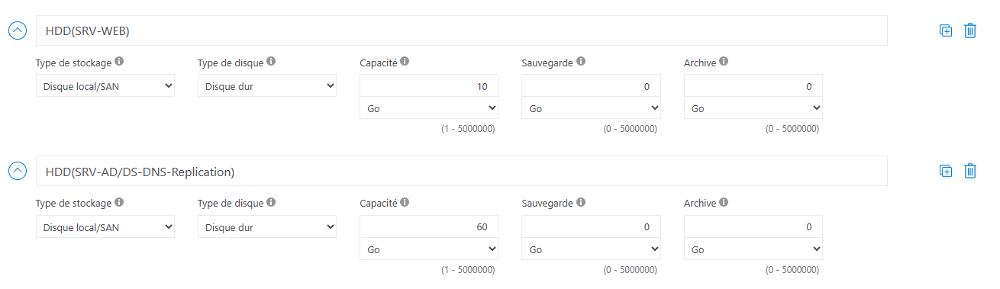 HDD(SRV-WEB)
Type de stockage Type de disque Capacité Sauvegarde Archive
Disque local/SAN Disque dur 10 0 0
Go Go Go
(1 - 5000000) (0 - 5000000) (0 - 5000000)
HDD(SRV-AD/DS-DNS-Replication)
Type de stockage Type de disque Capacité Sauvegarde Archive
Disque local/SAN Disque dur 60 0 0
Go Go Go
(1 - 5000000) (0 - 5000000) (0 - 5000000)